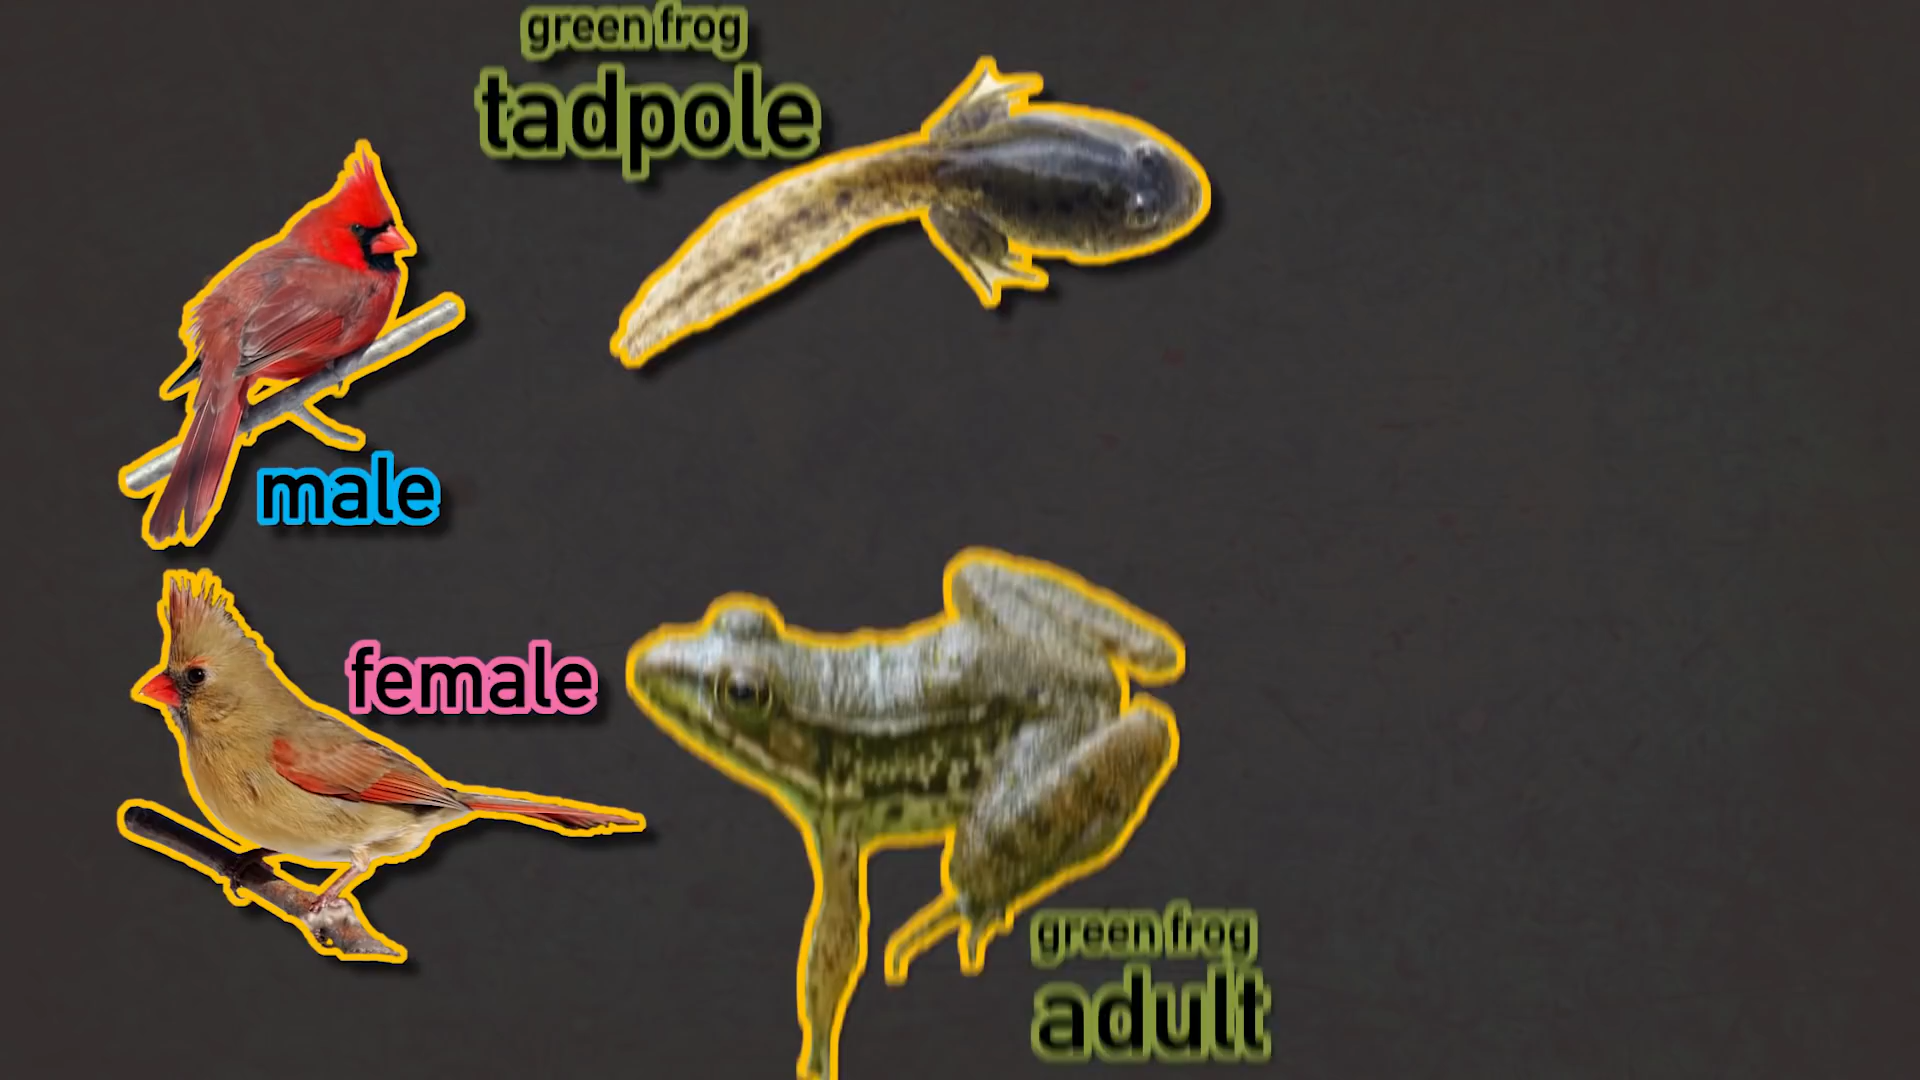 green frog
tadpole
male
female
green frog
adult